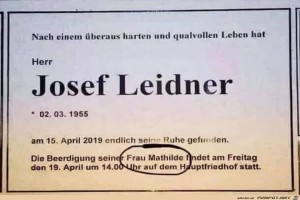 Nach einem überaus harten und qualvollen Leben hat
Herr
Josef Leidner
* 02. 03. 1955
am 15. April 2019 endlich seine Ruhe gefunden.
Die Beerdigung seiner Frau Mathilde findet am Freitag
den 19. April um 14.00 Uhr auf dem Hauptfriedhof statt.